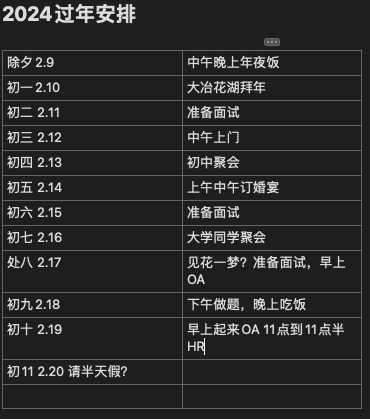 2024过年安排
除夕 2.9 中午晚上年夜饭
初一 2.10 大冶花湖拜年
初二 2.11 准备面试
初三 2.12 中午上门
初四 2.13 初中聚会
初五 2.14 上午中午订婚宴
初六 2.15 准备面试
初七 2.16 大学同学聚会
处八 2.17 见花一梦？准备面试，早上
OA
初九 2.18 下午做题，晚上吃饭
初十 2.19 早上起来OA 11点到11点半
HR
初11 2.20 请半天假?